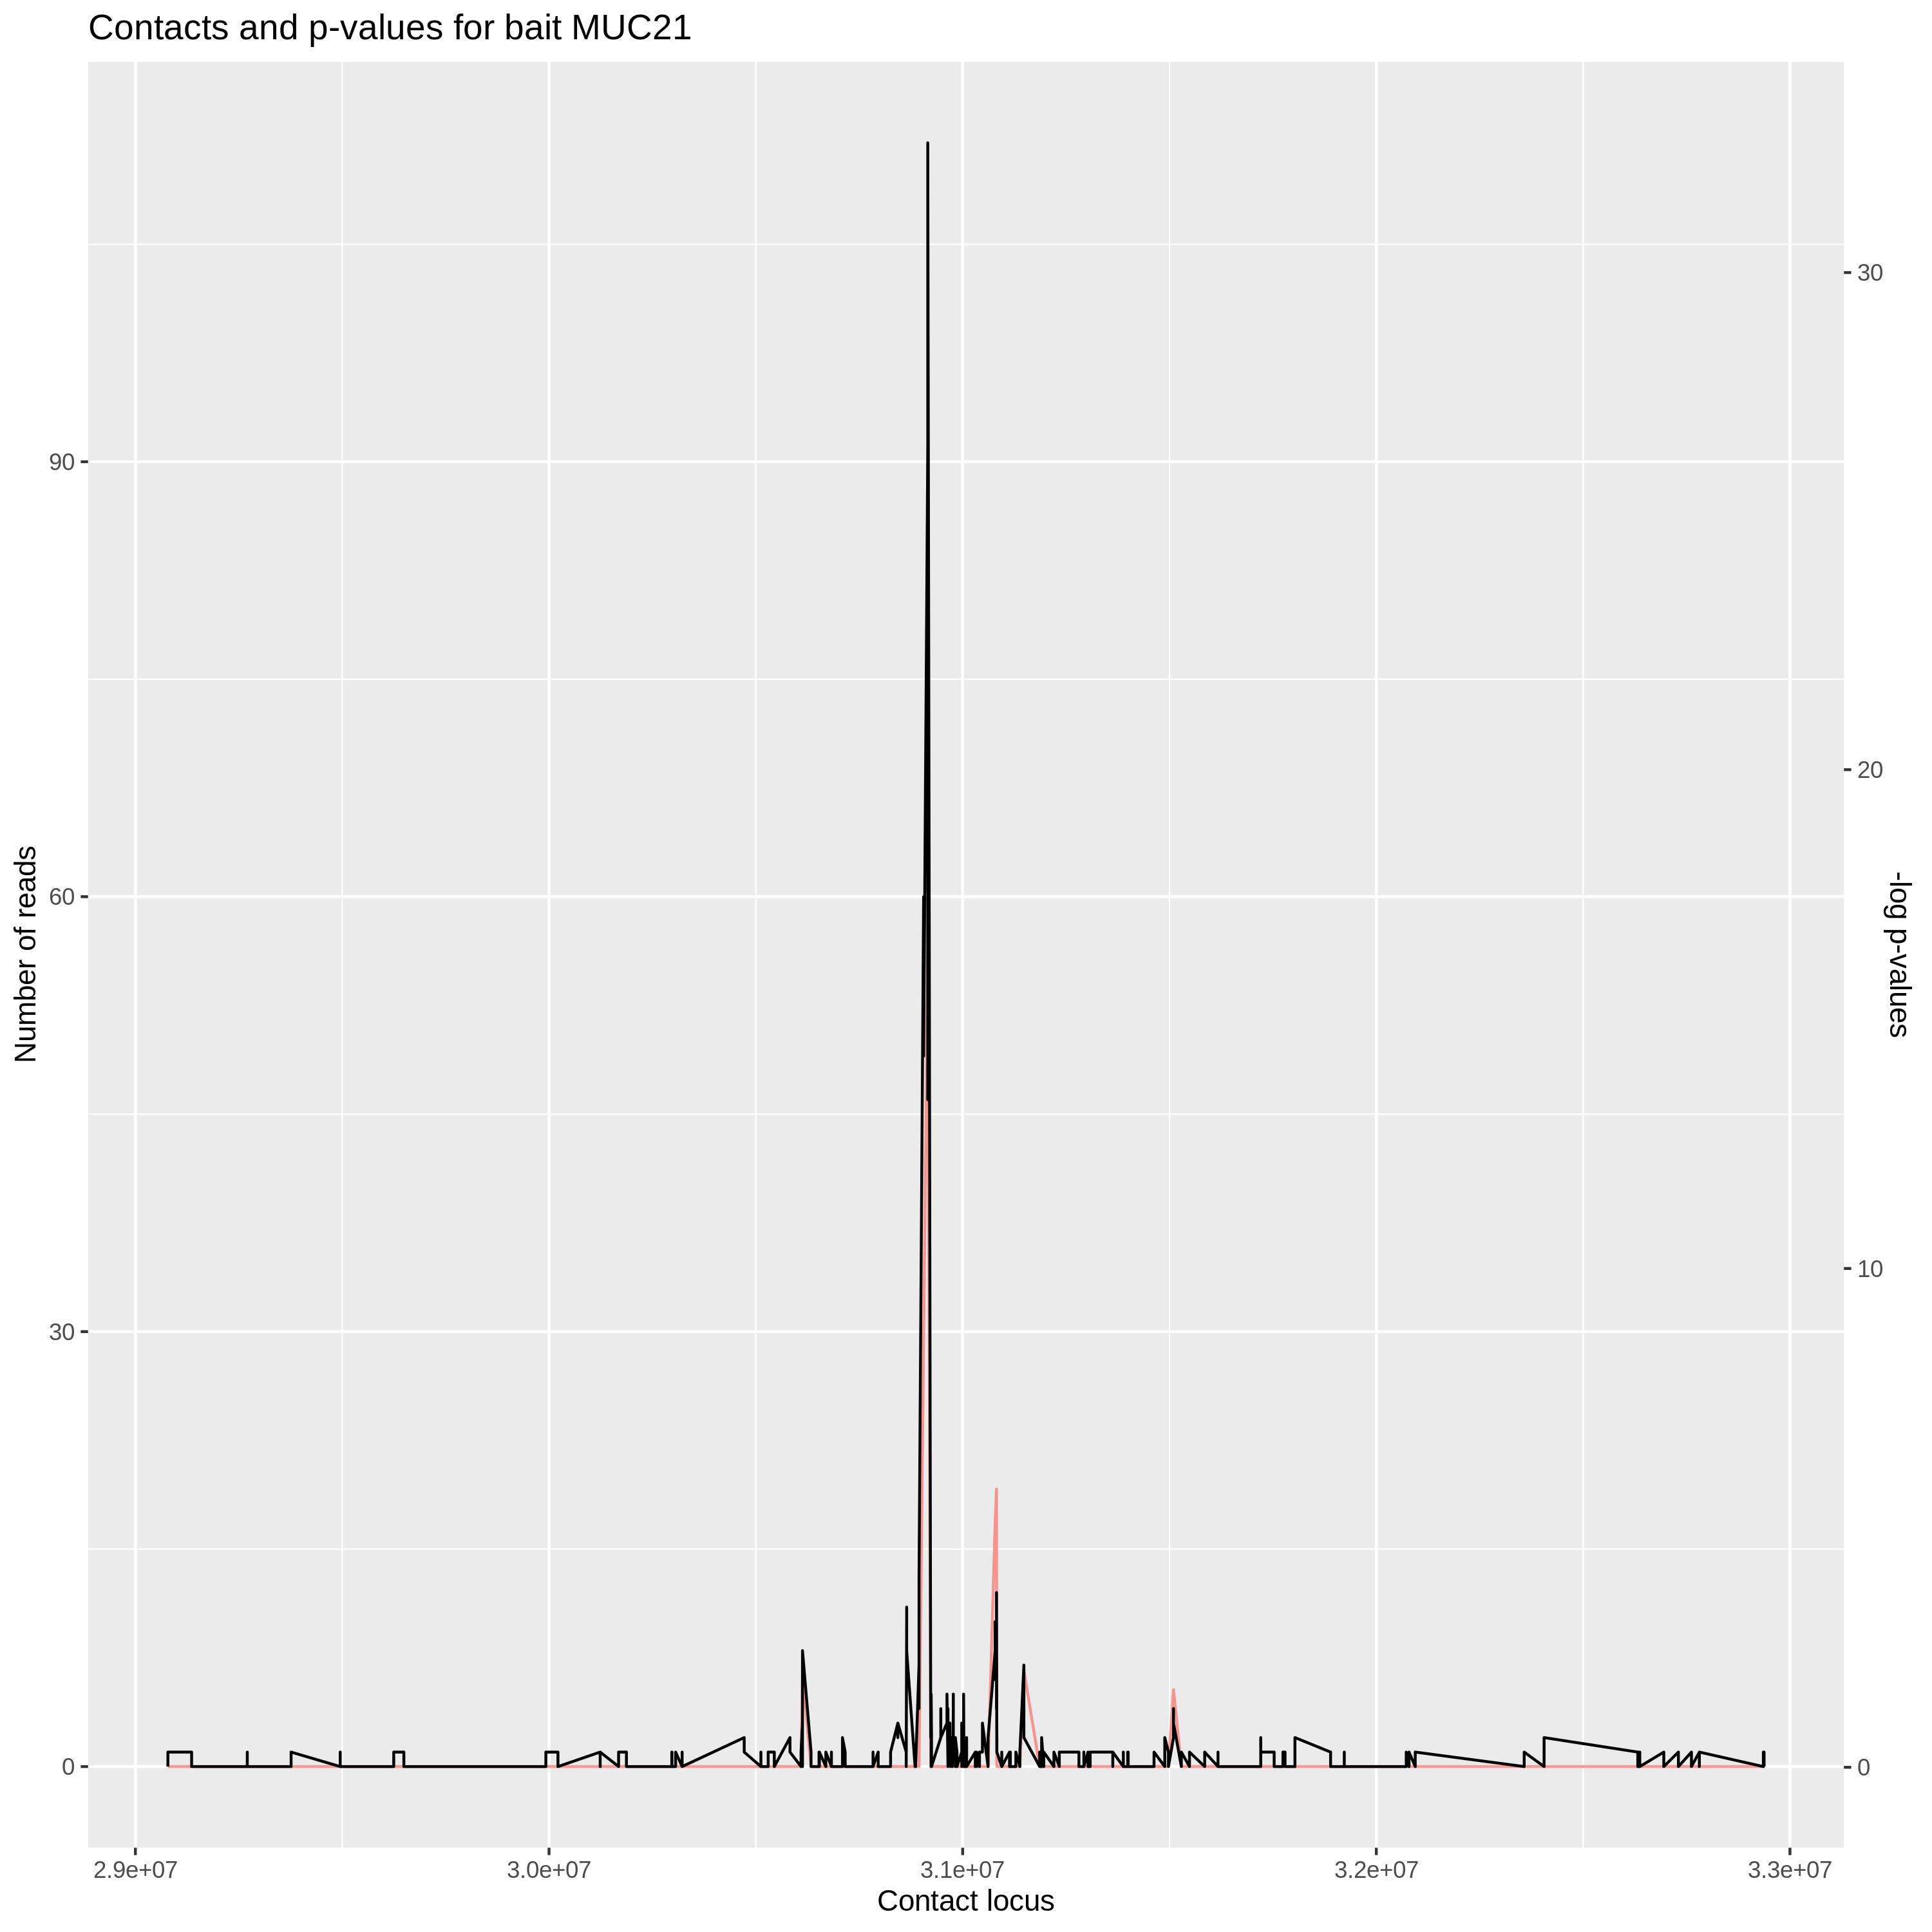 Contacts and p-values for bait MUC21
Number of reads
90
60
30
0
30
20
10
0
-log p-values
2.9e+07 3.0e+07 3.1e+07 3.2e+07 3.3e+07
Contact locus